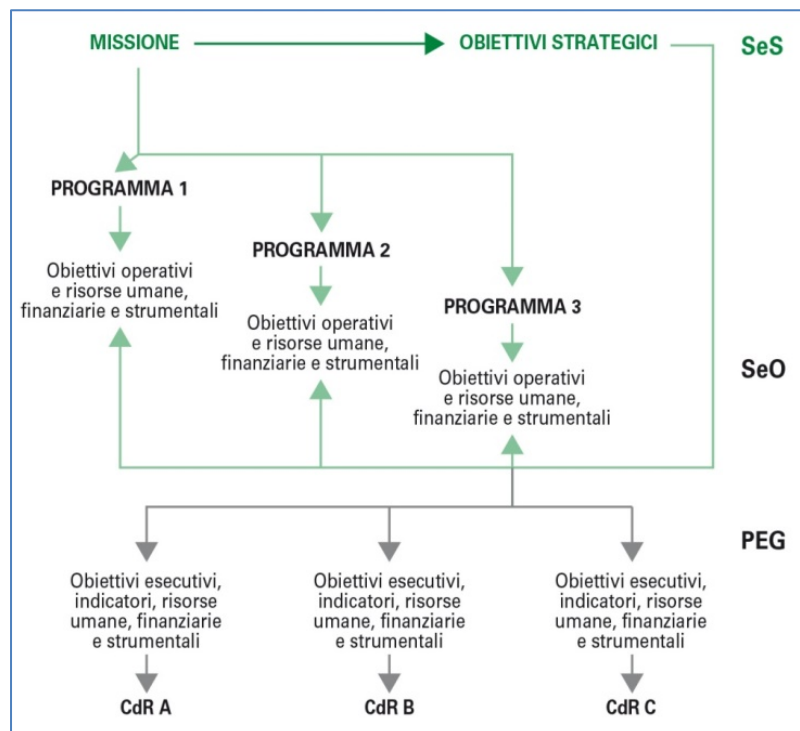 MISSIONE
OBIETTIVI STRATEGICI
SeS
PROGRAMMA 1
Obiettivi operativi
e risorse umane,
finanziarie e strumentali
PROGRAMMA 2
Obiettivi operativi
e risorse umane,
finanziarie e strumentali
PROGRAMMA 3
Obiettivi operativi
e risorse umane,
finanziarie e strumentali
SeO
PEG
Obiettivi esecutivi,
indicatori, risorse
umane, finanziarie
e strumentali
CdR A
Obiettivi esecutivi,
indicatori, risorse
umane, finanziarie
e strumentali
CdR B
Obiettivi esecutivi,
indicatori, risorse
umane, finanziarie
e strumentali
CdR C